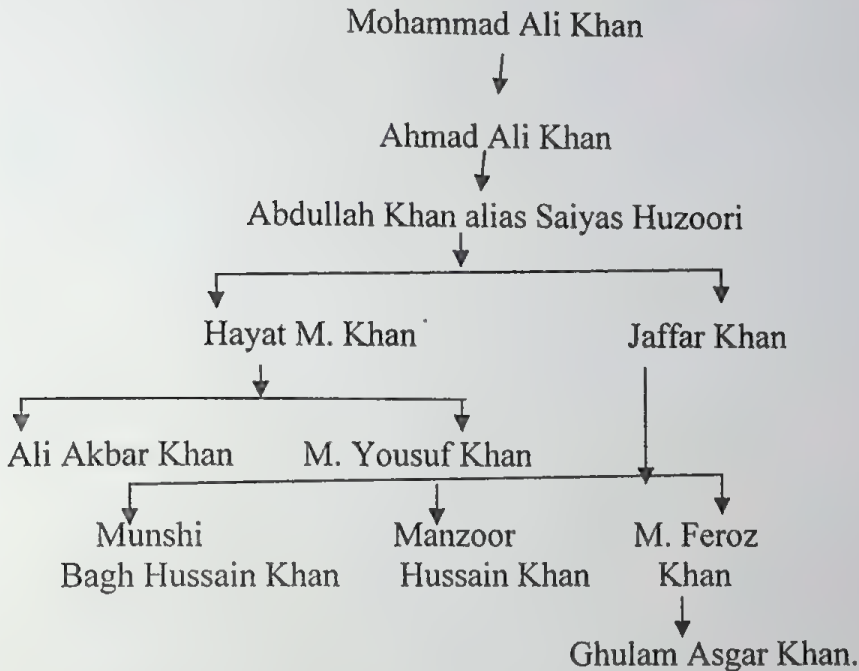 Mohammad Ali Khan
Ahmad Ali Khan
Abdullah Khan alias Saiyas Huzoori
Hayat M. Khan Jaffar Khan
Ali Akbar Khan M. Yousuf Khan
Munshi Manzoor M. Feroz
Bagh Hussain Khan Hussain Khan Khan
Ghulam Asgar Khan.